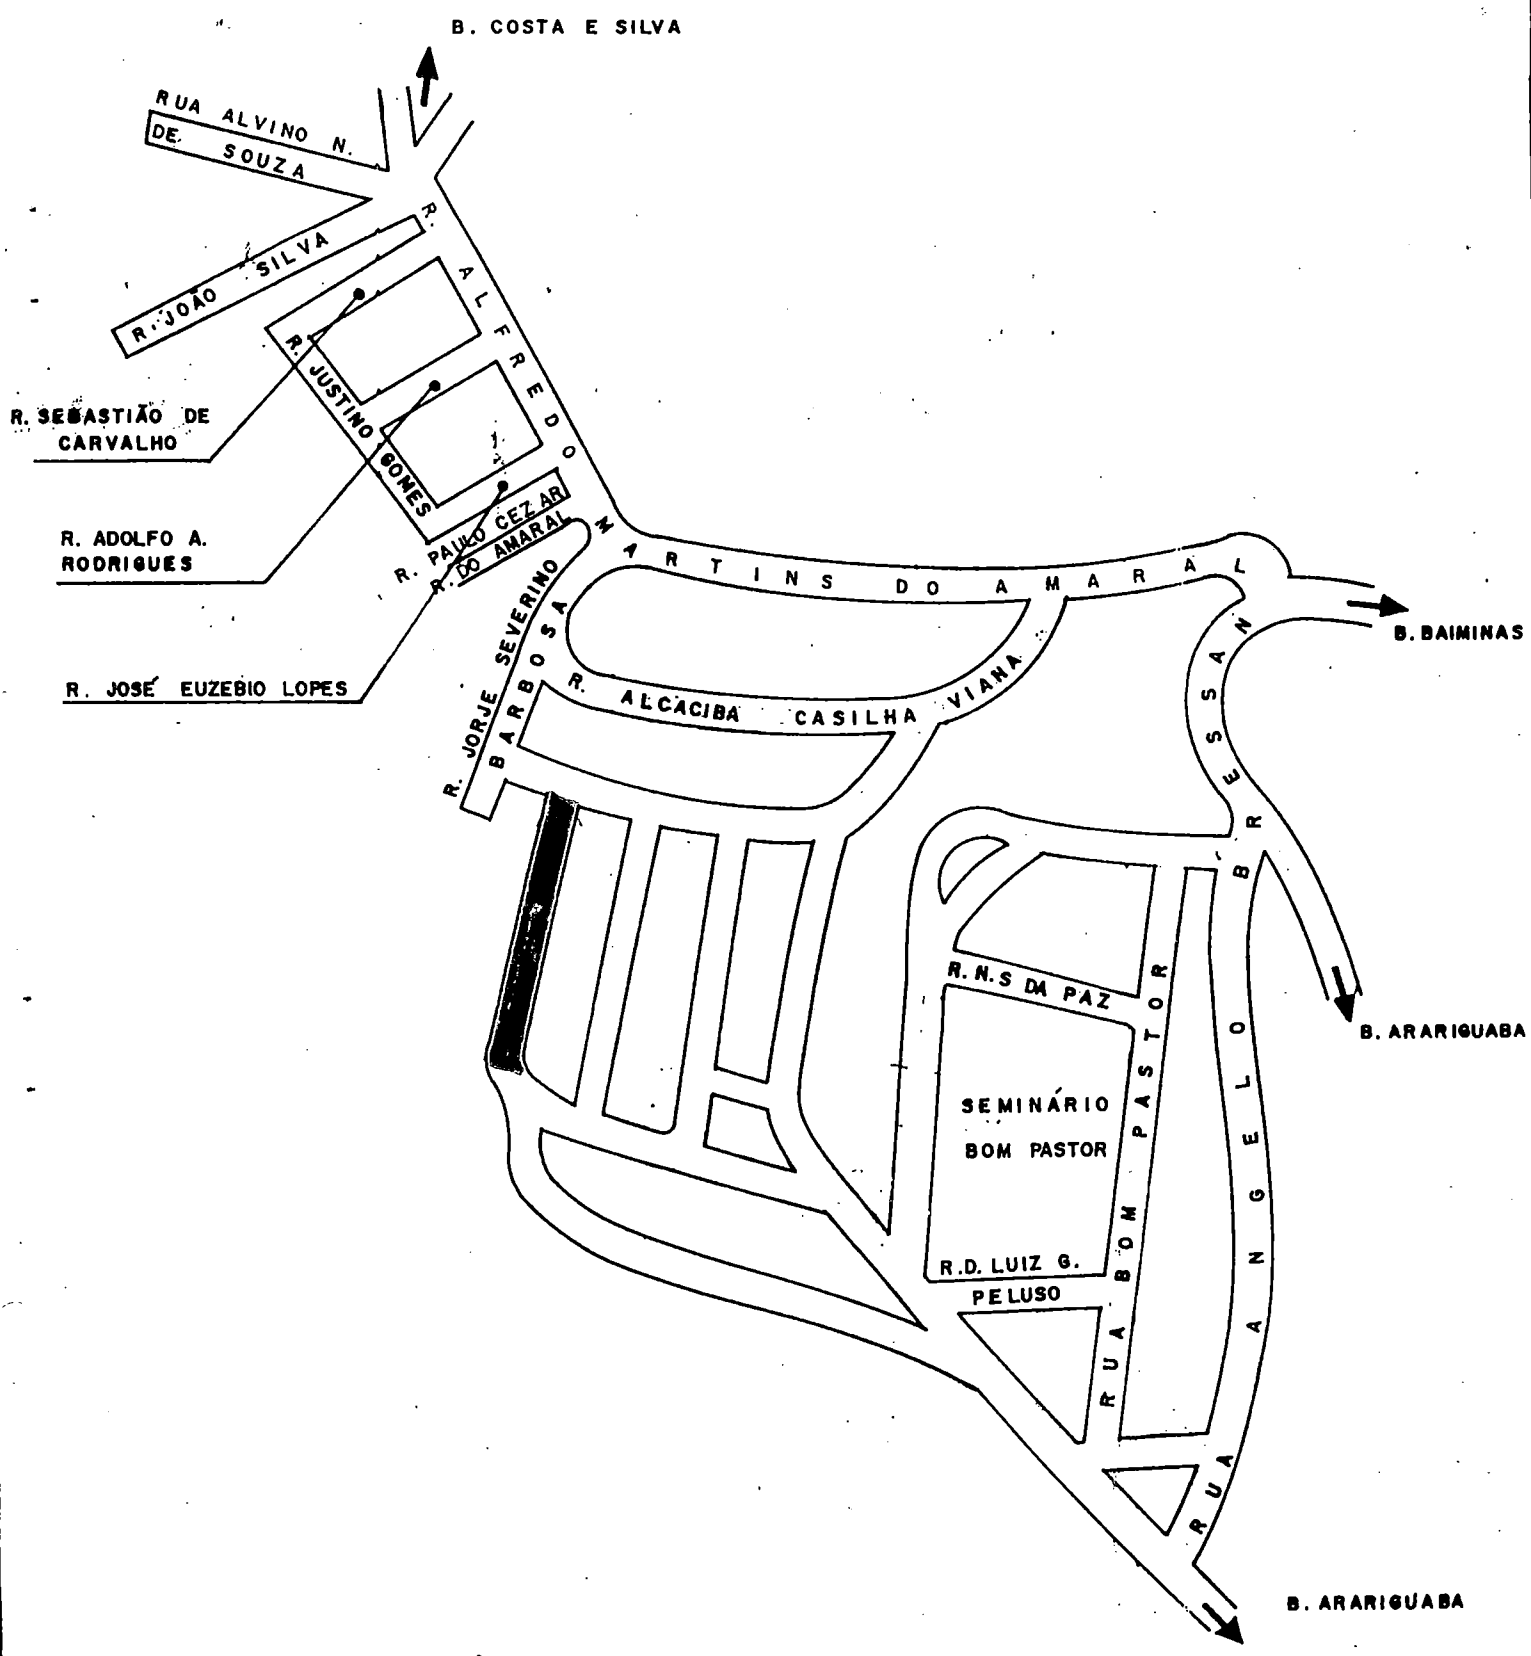 B. COSTA E SILVA
RUA ALVINO N.
DE SOUZA
R. JOÃO SILVA
R. ALFREDO MARTINS DO AMARAL
R. JUSTINO GOMES
R. SEBASTIÃO DE
CARVALHO
R. ADOLFO A.
RODRIGUES
R. PAULO CEZAR
R. DO AMARAL
R. JOSÉ EUZEBIO LOPES
R. JORJE SEVERINO
BARBOSA
R. ALCACIBA CASILHA VIANA
B. BAIMINAS
RUA ANGELO BRESSAN
B. ARARIGUABA
R. N. S DA PAZ
RUA BOM PASTOR
SEMINÁRIO
BOM PASTOR
R. D. LUIZ G.
PELUSO
B. ARARIGUABA